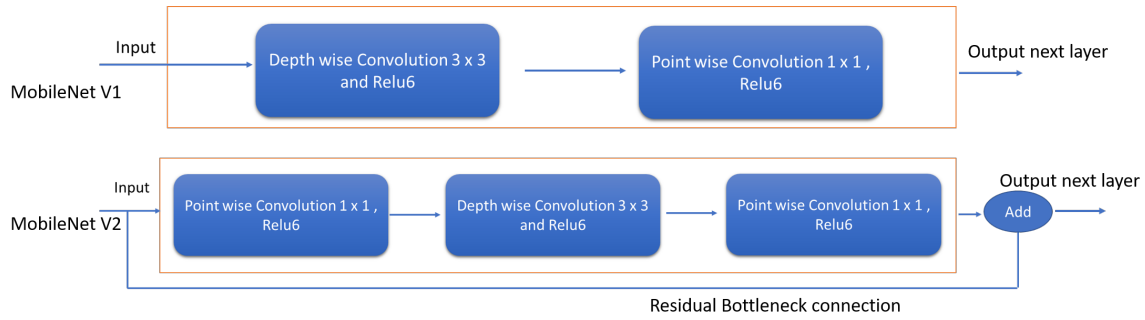 Input
MobileNet V1
Depth wise Convolution 3 x 3
and Relu6
Point wise Convolution 1 x 1 ,
Relu6
Output next layer
Input
MobileNet V2
Point wise Convolution 1 x 1 ,
Relu6
Depth wise Convolution 3 x 3
and Relu6
Point wise Convolution 1 x 1 ,
Relu6
Add
Output next layer
Residual Bottleneck connection